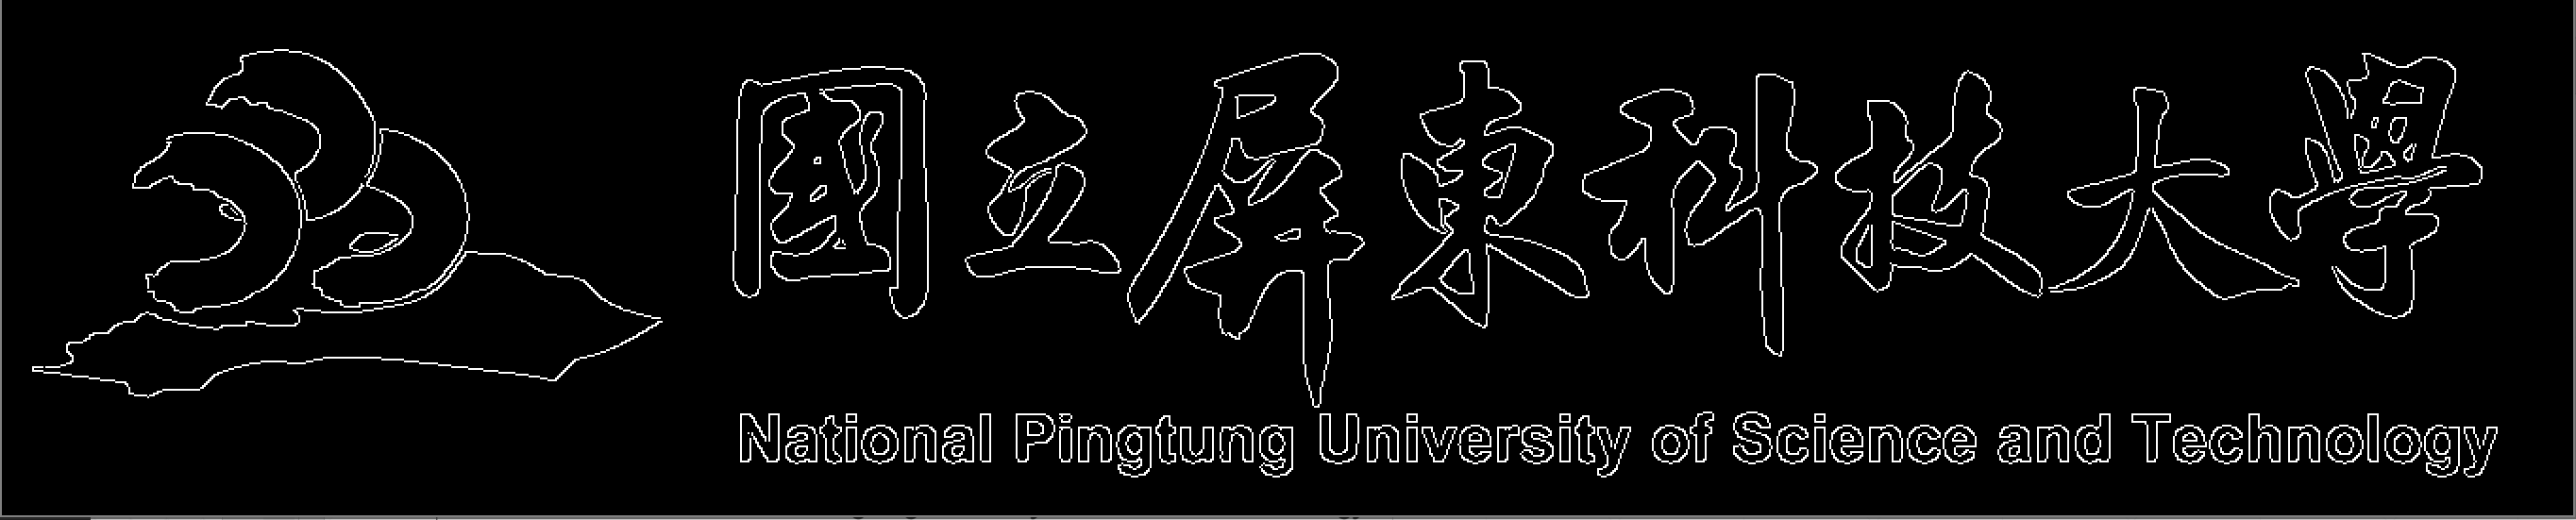 國立屏東科技大學
National Pingtung University of Science and Technology